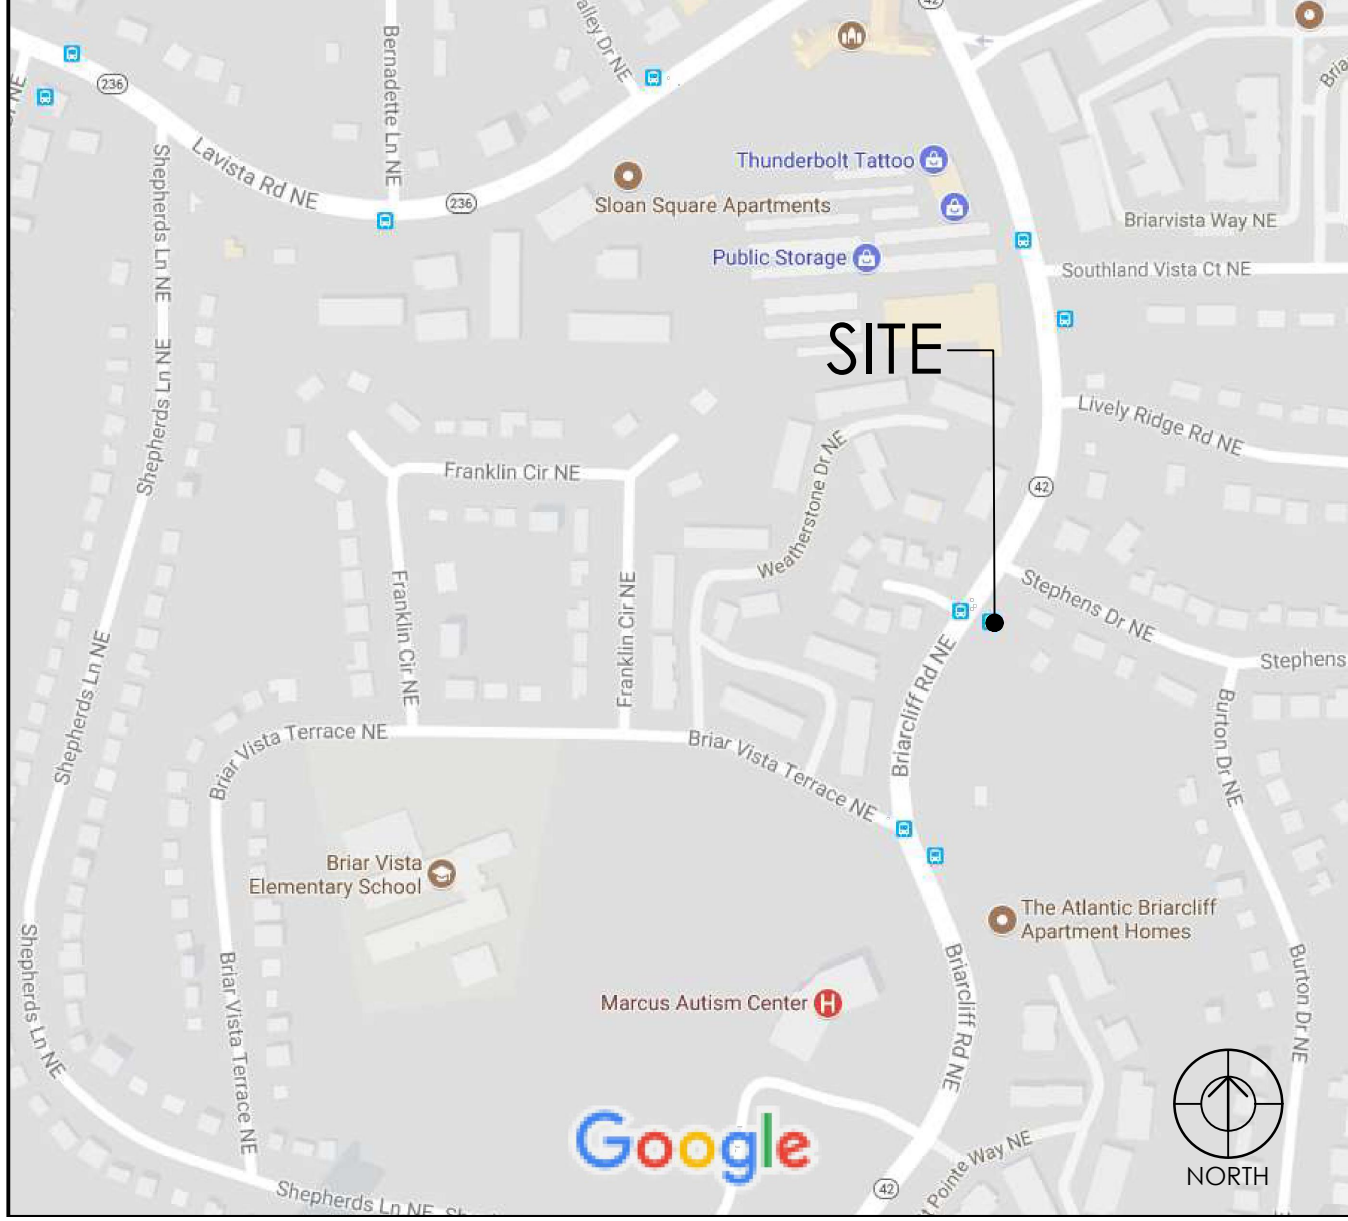 42
alley Dr NE
Bernadette Ln NE
236
NE
Bria
Lavista Rd NE
Shepherds Ln NE
Thunderbolt Tattoo
236
Sloan Square Apartments
Briarvista Way NE
Public Storage
Southland Vista Ct NE
SITE
Shepherds Ln NE
Lively Ridge Rd NE
Weatherstone Dr NE
Franklin Cir NE
42
Franklin Cir NE
Franklin Cir NE
Stephens Dr NE
Stephens
Shepherds Ln NE
Briarcliff Rd NE
Burton Dr NE
Briar Vista Terrace NE
Briar Vista Terrace NE
Briar Vista
Elementary School
The Atlantic Briarcliff
Apartment Homes
Shepherds Ln NE
Briar Vista Terrace NE
Briarcliff Rd NE
Burton Dr NE
Marcus Autism Center
H
Google
Pointe Way NE
NORTH
42
Shepherds Ln NE